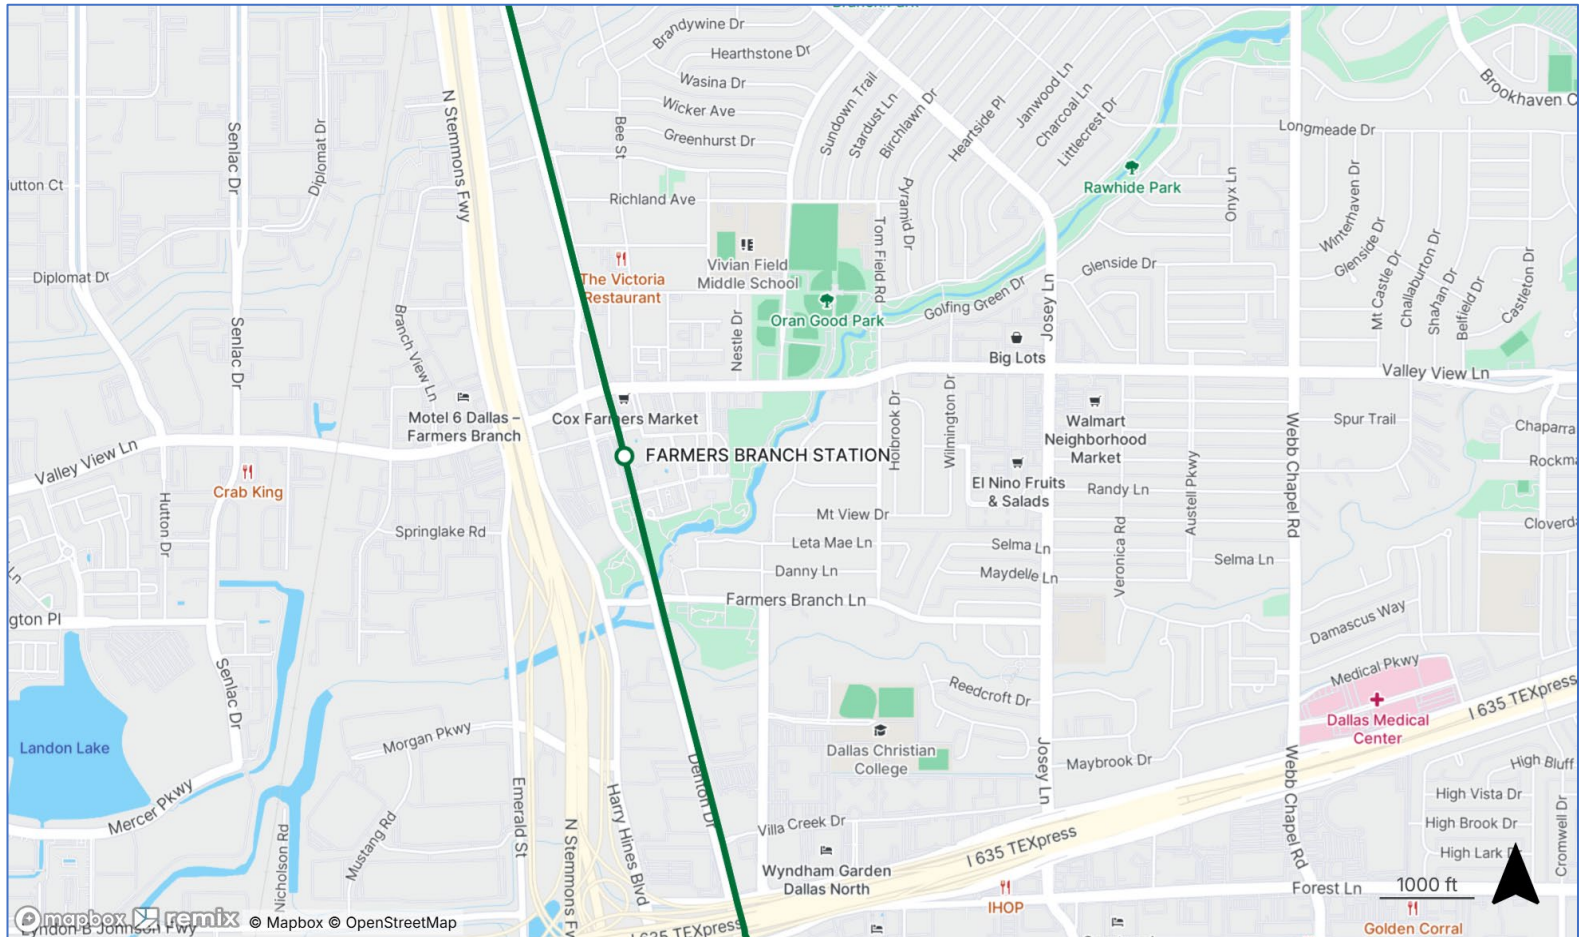 Brandywine Dr
Hearthstone Dr
Wasina Dr
Wicker Ave
Greenhurst Dr
Bee St
Richland Ave
N Stemmons Fwy
Senlac Dr
Diplomat Dr
utton Ct
Diplomat Dr
Senlac Dr
Branch View Ln
Sundown Trail
Stardust Ln
Birchlawn Dr
Heartside Pl
Janwood Ln
Charcoal Ln
Littlecrest Dr
Longmeade Dr
Brookhaven C
Rawhide Park
Onyx Ln
Winterhaven Dr
Glenside Dr
Mt Castle Dr
Challaburton Dr
Shahan Dr
Belfield Dr
Castleton Dr
Pyramid Dr
Tom Field Rd
Vivian Field
Middle School
The Victoria
Restaurant
Oran Good Park
Nestle Dr
Golfing Green Dr
Glenside Dr
Josey Ln
Big Lots
Valley View Ln
Motel 6 Dallas –
Farmers Branch
Cox Farmers Market
FARMERS BRANCH STATION
Holbrook Dr
Wilmington Dr
Walmart
Neighborhood
Market
El Nino Fruits
& Salads
Randy Ln
Austell Pkwy
Veronica Rd
Webb Chapel Rd
Spur Trail
Chaparra
Rockma
Cloverda
Valley View Ln
Crab King
Hutton Dr
Springlake Rd
Mt View Dr
Leta Mae Ln
Danny Ln
Farmers Branch Ln
Selma Ln
Maydelle Ln
Selma Ln
Damascus Way
Medical Pkwy
Dallas Medical
Center
I 635 TEXpress
Ln
gton Pl
Senlac Dr
Landon Lake
Mercer Pkwy
Morgan Pkwy
Mustang Rd
Nicholson Rd
Emerald St
N Stemmons Fw
Harry Hines Blvd
Denton Dr
Reedcroft Dr
Dallas Christian
College
Josey Ln
Maybrook Dr
Villa Creek Dr
Wyndham Garden
Dallas North
I 635 TEXpress
I 635 TEXpress
IHOP
Webb Chapel Rd
High Bluff
High Vista Dr
High Brook Dr
High Lark Dr
Cromwell Dr
Forest Ln
1000 ft
Golden Corral
mapbox remix © Mapbox © OpenStreetMap
Lyndon B Johnson Fwy